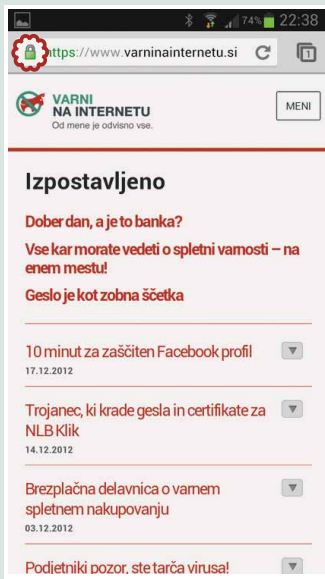 74% 22:38
https://www.varninainternetu.si
1
VARNI
NA INTERNETU
Od mene je odvisno vse.
MENI
Izpostavljeno
Dober dan, a je to banka?
Vse kar morate vedeti o spletni varnosti – na
enem mestu!
Geslo je kot zobna ščetka
10 minut za zaščiten Facebook profil
17.12.2012
Trojanec, ki krade gesla in certifikate za
NLB Klik
14.12.2012
Brezplačna delavnica o varnem
spletnem nakupovanju
03.12.2012
Podjetniki pozor, ste tarča virusa!